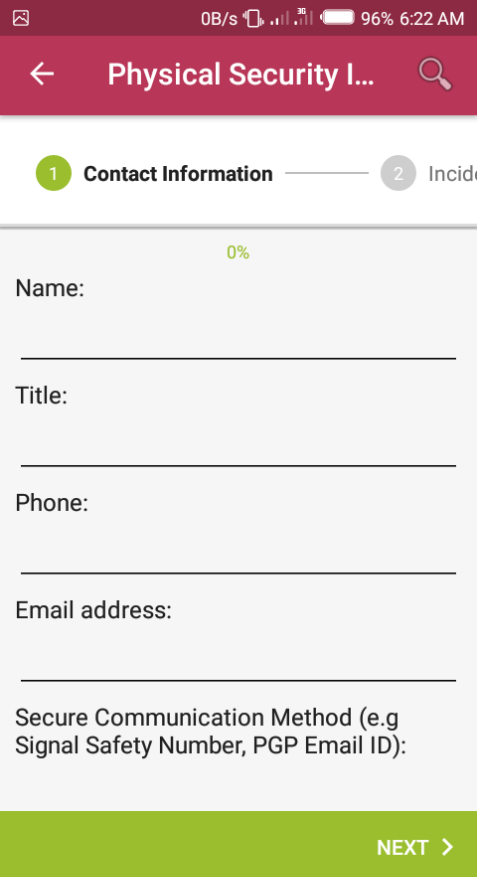 0B/s 3G 96% 6:22 AM
Physical Security I...
1 Contact Information 2 Incid
0%
Name:
Title:
Phone:
Email address:
Secure Communication Method (e.g
Signal Safety Number, PGP Email ID):
NEXT